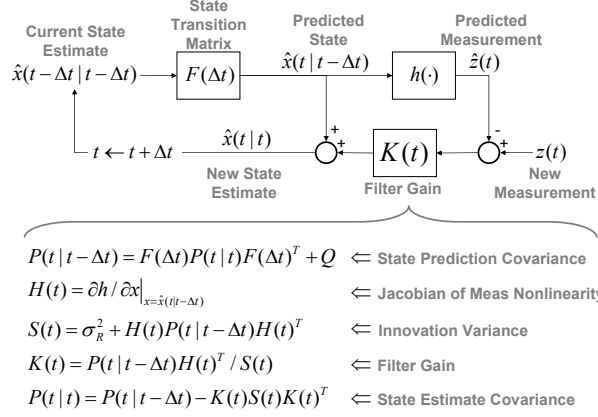 State
Transition
Matrix
Predicted
State
Predicted
Measurement
Current State
Estimate
x̂(t−Δt | t−Δt)
F(Δt)
x̂(t | t−Δt)
h(·)
ẑ(t)
t ← t+Δt
x̂(t | t)
+
+
K(t)
-
+
z(t)
New State
Estimate
Filter Gain
New
Measurement
P(t | t−Δt) = F(Δt)P(t | t)F(Δt)ᵀ + Q ⇐ State Prediction Covariance
H(t) = ∂h / ∂x|ₓ₌x̂(t|t−Δt) ⇐ Jacobian of Meas Nonlinearity
S(t) = σ_R² + H(t)P(t | t−Δt)H(t)ᵀ ⇐ Innovation Variance
K(t) = P(t | t−Δt)H(t)ᵀ / S(t) ⇐ Filter Gain
P(t | t) = P(t | t−Δt) − K(t)S(t)K(t)ᵀ ⇐ State Estimate Covariance